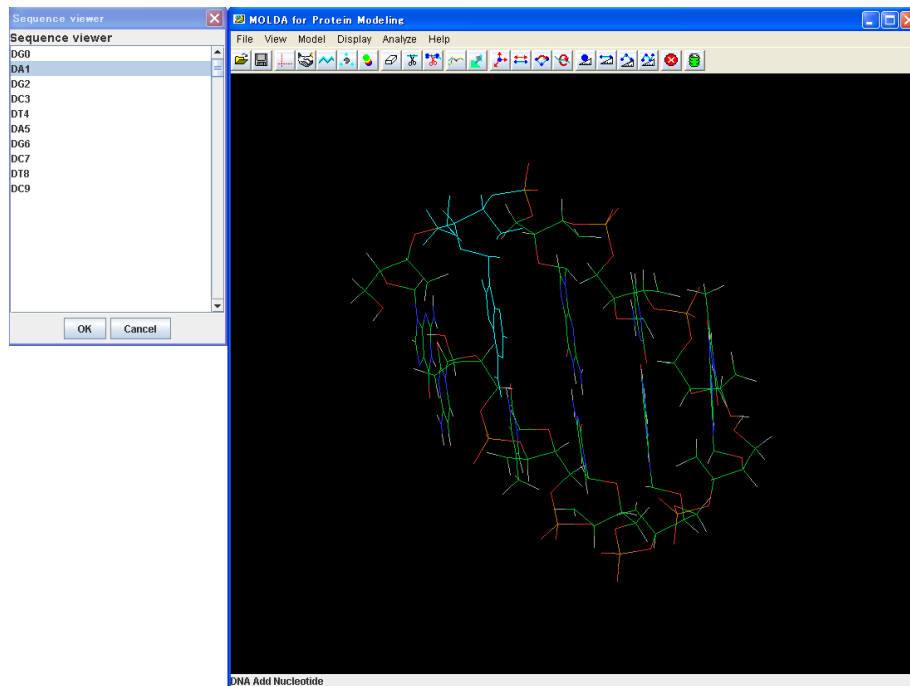 Sequence viewer
Sequence viewer
DG0
DA1
DG2
DC3
DT4
DA5
DG6
DC7
DT8
DC9
OK Cancel
MOLDA for Protein Modeling
File View Model Display Analyze Help
DNA Add Nucleotide